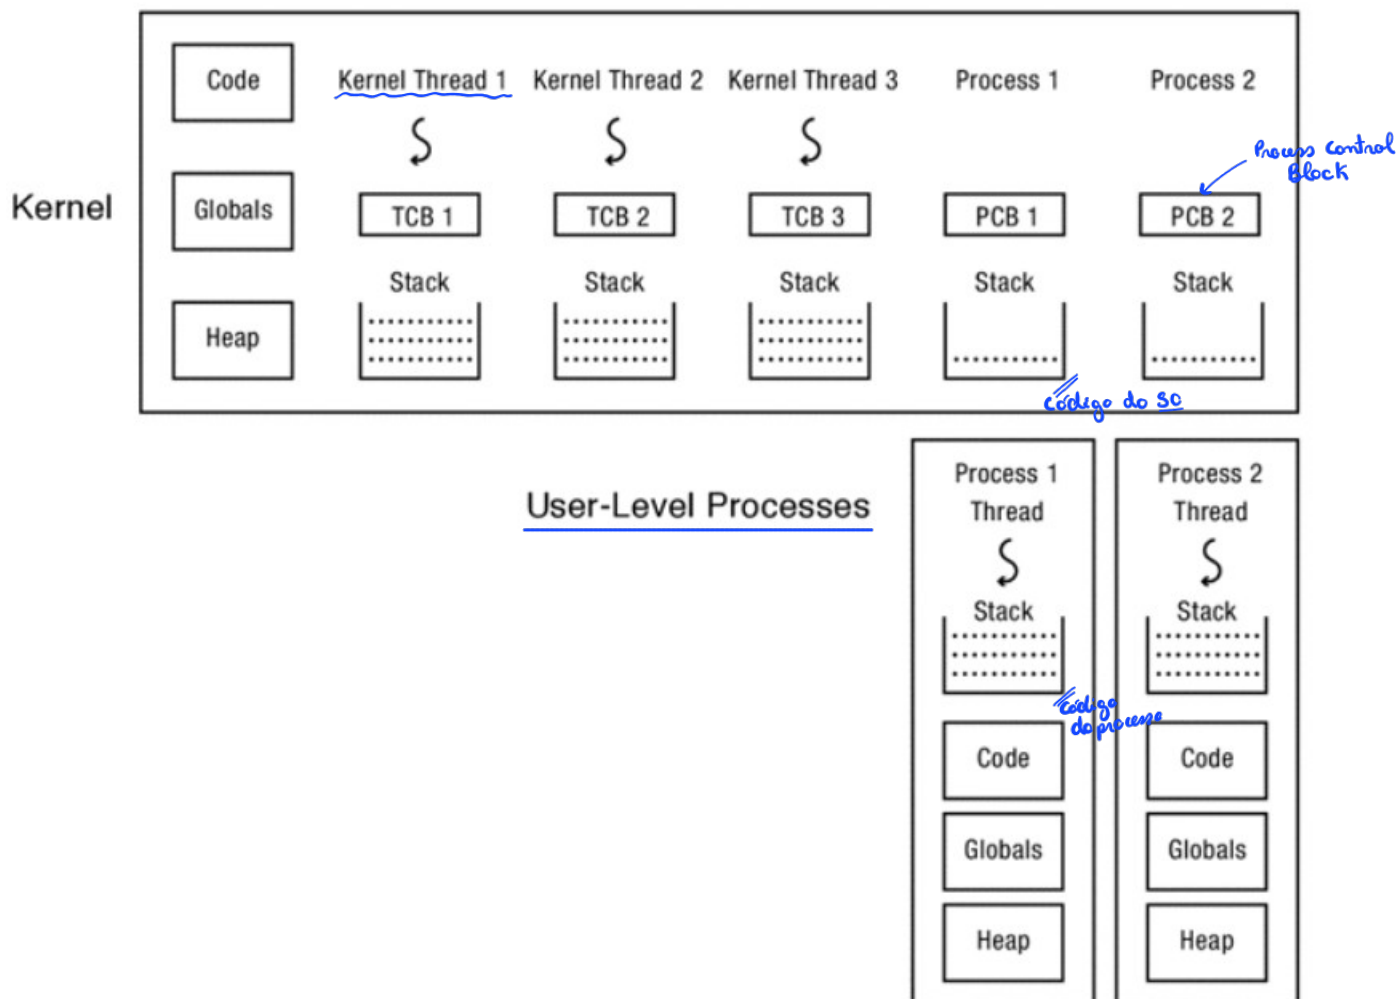 Code
Kernel Thread 1 Kernel Thread 2 Kernel Thread 3 Process 1 Process 2
Process Control
Block
Kernel
Globals
TCB 1 TCB 2 TCB 3 PCB 1 PCB 2
Stack Stack Stack Stack Stack
Heap
código do SO
User-Level Processes
Process 1 Process 2
Thread Thread
Stack Stack
código
do processo
Code Code
Globals Globals
Heap Heap